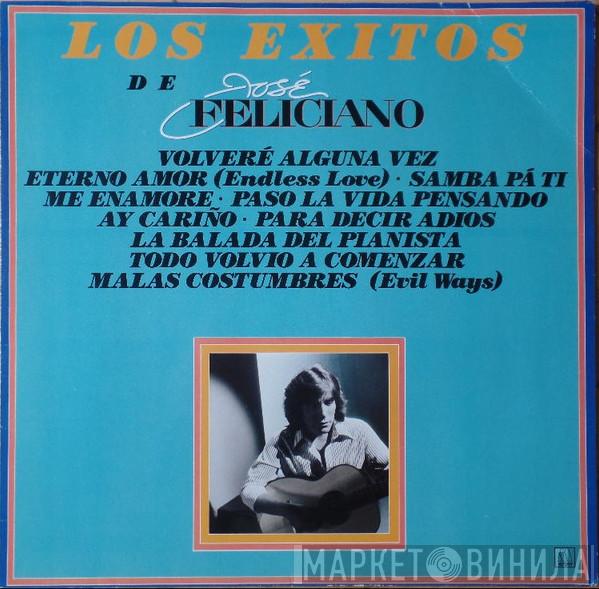 LOS EXITOS
DE José
FELICIANO
VOLVERÉ ALGUNA VEZ
ETERNO AMOR (Endless Love) · SAMBA PÁ TI
ME ENAMORE · PASO LA VIDA PENSANDO
AY CARIÑO · PARA DECIR ADIOS
LA BALADA DEL PIANISTA
TODO VOLVIO A COMENZAR
MALAS COSTUMBRES (Evil Ways)
МАРКЕТ ВИНИЛА